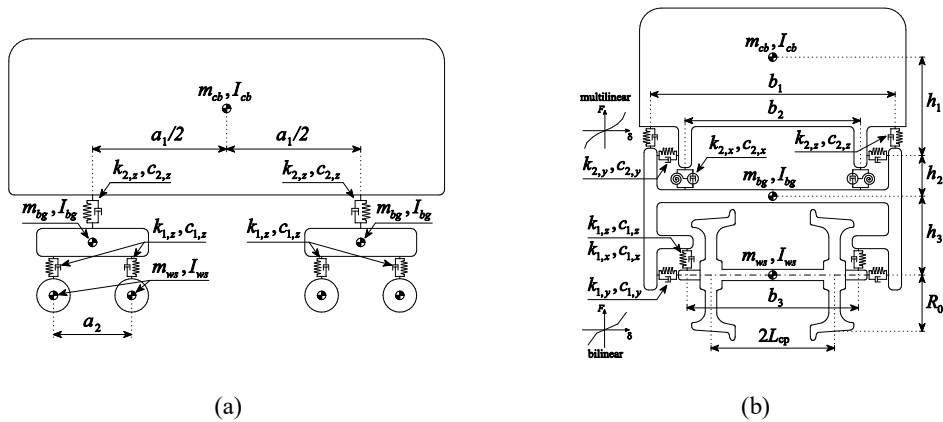 m_cb, I_cb
a_1/2 a_1/2
k_2,z, c_2,z k_2,z, c_2,z
m_bg, I_bg m_bg, I_bg
k_1,z, c_1,z k_1,z, c_1,z
m_ws, I_ws
a_2
(a)
m_cb, I_cb
b_1
multilinear
F
δ
b_2
h_1
k_2,x, c_2,x k_2,z, c_2,z
k_2,y, c_2,y
m_bg, I_bg
h_2
k_1,z, c_1,z
k_1,x, c_1,x
h_3
m_ws, I_ws
k_1,y, c_1,y
b_3
R_0
F
δ
bilinear
2L_cp
(b)